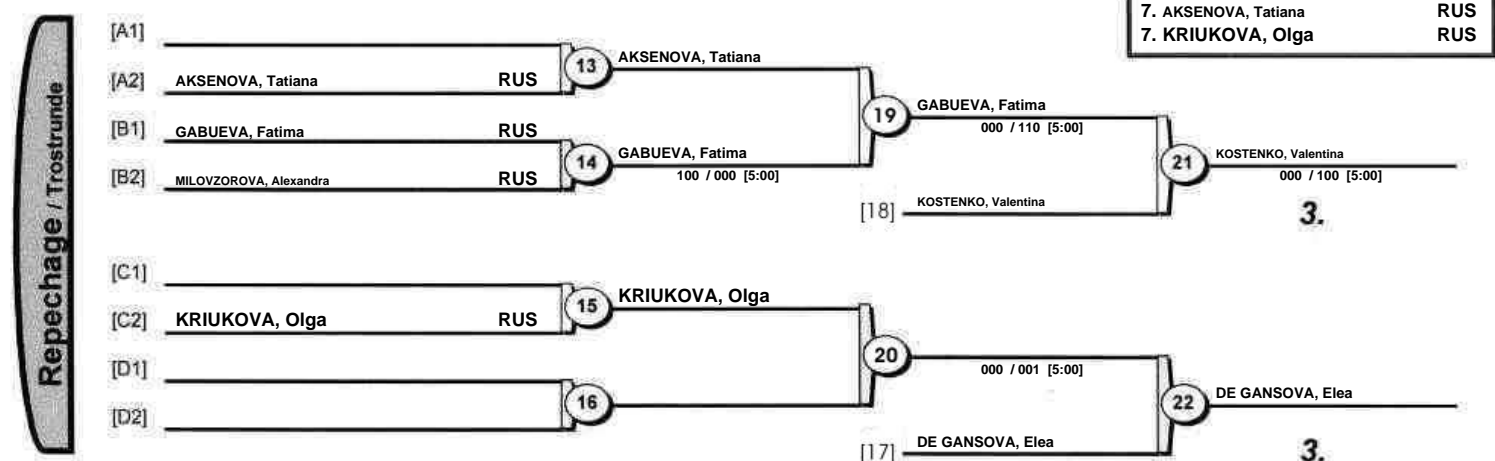 7. AKSENOVA, Tatiana RUS
7. KRIUKOVA, Olga RUS
Repechage / Trostrunde
[A1]
13 AKSENOVA, Tatiana
[A2] AKSENOVA, Tatiana RUS
19 GABUEVA, Fatima
000 / 110 [5:00]
[B1] GABUEVA, Fatima RUS
14 GABUEVA, Fatima
100 / 000 [5:00]
21 KOSTENKO, Valentina
000 / 100 [5:00]
[B2] MILOVZOROVA, Alexandra RUS
[18] KOSTENKO, Valentina
3.
[C1]
15 KRIUKOVA, Olga
[C2] KRIUKOVA, Olga RUS
20
000 / 001 [5:00]
[D1]
16
22 DE GANSOVA, Elea
[D2]
[17] DE GANSOVA, Elea
3.